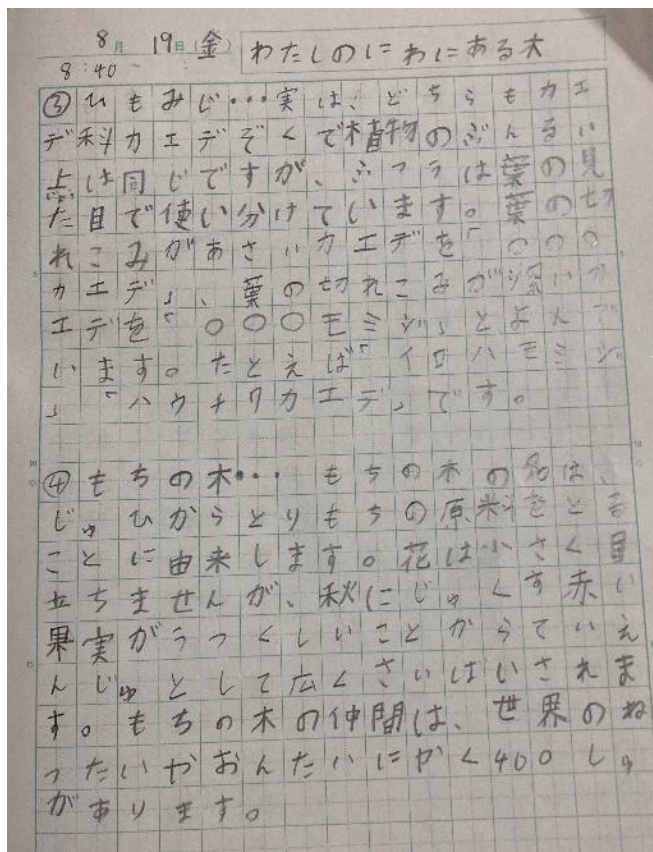 8月 19日(金) わたしのにわにある木
8:40
③ひもみじ・・・実は、どちらもカエ
デ科カエデぞくで植物のぶんるい
上は同じですが、ふつうは葉の見
た目で使い分けています。葉の切
れこみがあさいカエデを「〇〇〇
カエデ」、葉の切れこみが深いカ
エデを「〇〇〇モミジ」とよんで
います。たとえば「イロハモミジ
」「ハウチワカエデ」です。
④もちの木・・・もちの木の名は、
じゅひからとりもちの原料をとる
ことに由来します。花は小さく目
立ちませんが、秋にじゅくす赤い
果実がうつくしいことからていえ
んじゅとして広くさいばいされま
す。もちの木の仲間は、世界のね
ったいやおんたいにやく400しゅ
があります。